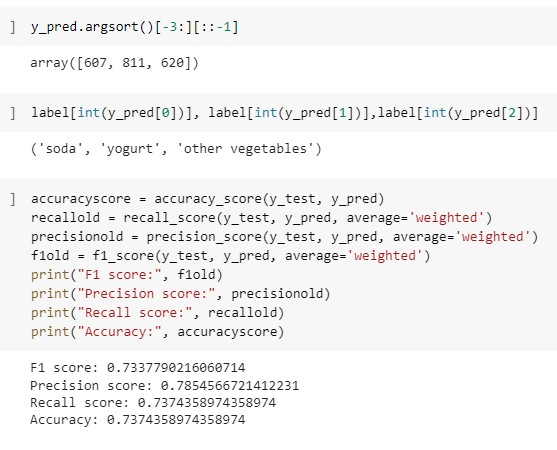 ] y_pred.argsort()[-3:][::-1]
array([607, 811, 620])
] label[int(y_pred[0])], label[int(y_pred[1])],label[int(y_pred[2])]
('soda', 'yogurt', 'other vegetables')
] accuracyscore = accuracy_score(y_test, y_pred)
recallold = recall_score(y_test, y_pred, average='weighted')
precisionold = precision_score(y_test, y_pred, average='weighted')
f1old = f1_score(y_test, y_pred, average='weighted')
print("F1 score:", f1old)
print("Precision score:", precisionold)
print("Recall score:", recallold)
print("Accuracy:", accuracyscore)
F1 score: 0.7337790216060714
Precision score: 0.7854566721412231
Recall score: 0.7374358974358974
Accuracy: 0.7374358974358974